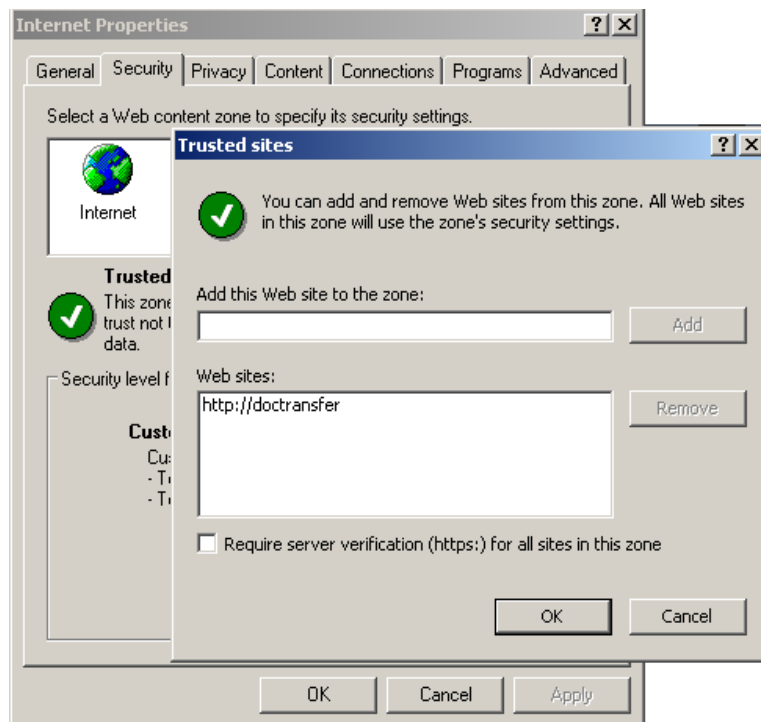 Internet Properties
General Security Privacy Content Connections Programs Advanced
Select a Web content zone to specify its security settings.
Internet
Trusted
This zone
trust not
data.
Security level f
Cust
Trusted sites
You can add and remove Web sites from this zone. All Web sites
in this zone will use the zone's security settings.
Add this Web site to the zone:
Add
Web sites:
http://doctransfer
Remove
Require server verification (https:) for all sites in this zone
OK Cancel
OK Cancel Apply